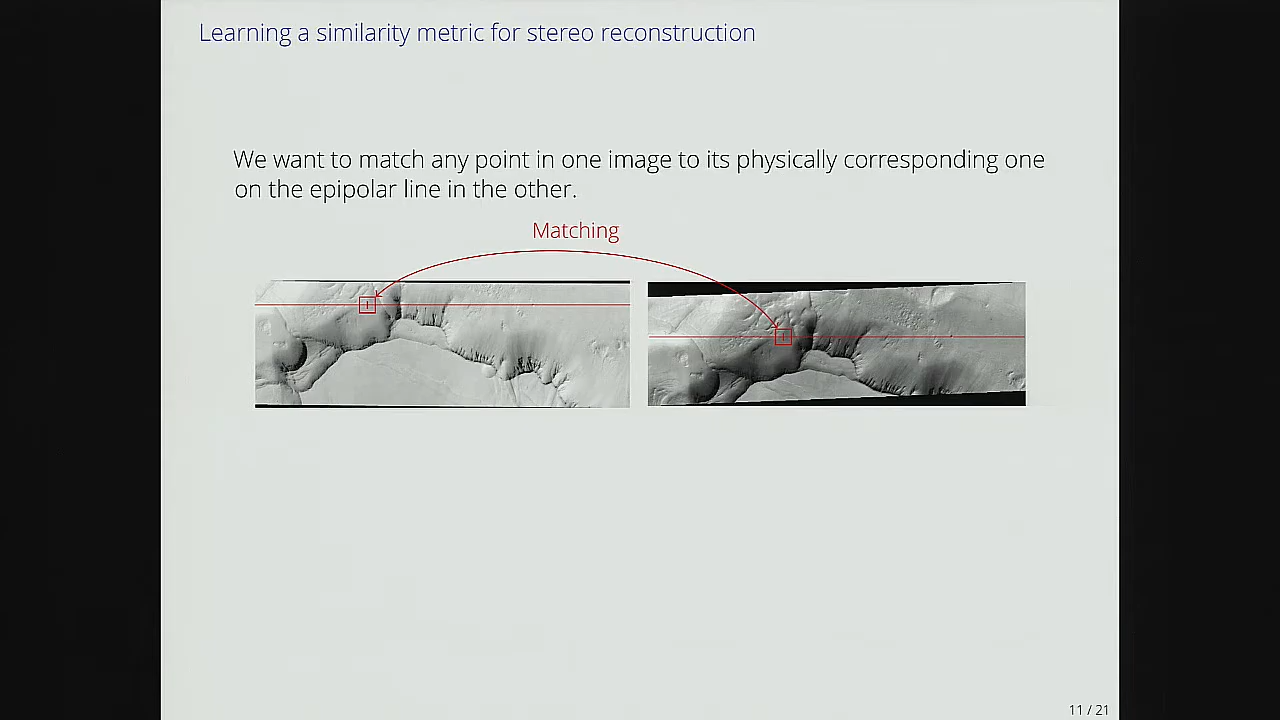 Learning a similarity metric for stereo reconstruction
We want to match any point in one image to its physically corresponding one
on the epipolar line in the other.
Matching
11 / 21